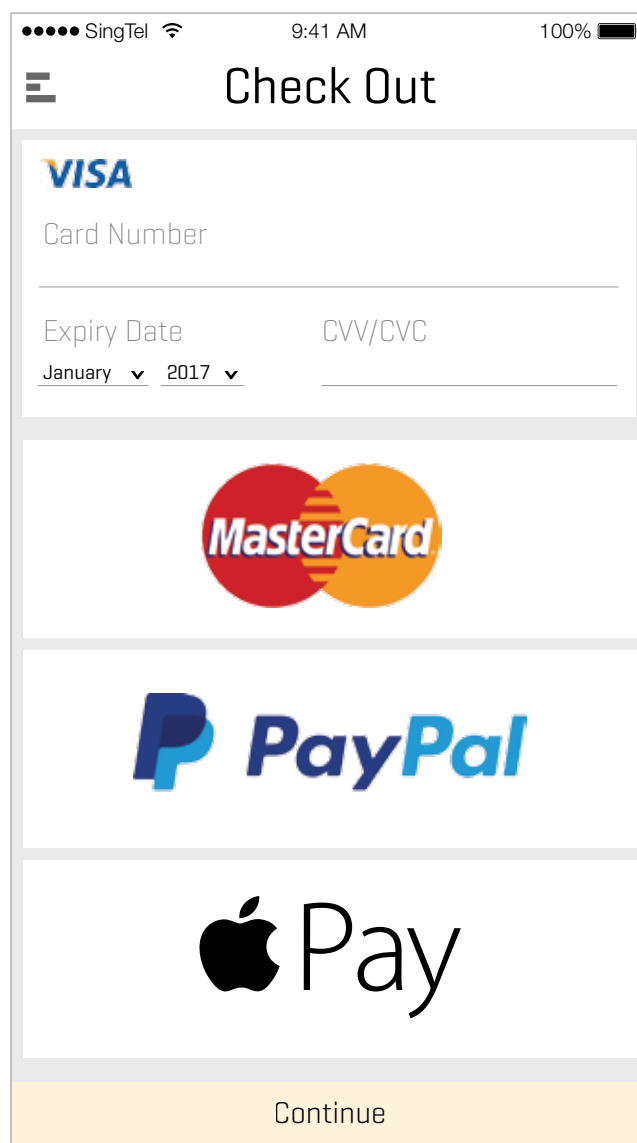 SingTel 9:41 AM 100%
Check Out
VISA
Card Number
Expiry Date CVV/CVC
January 2017
MasterCard
PayPal
Pay
Continue